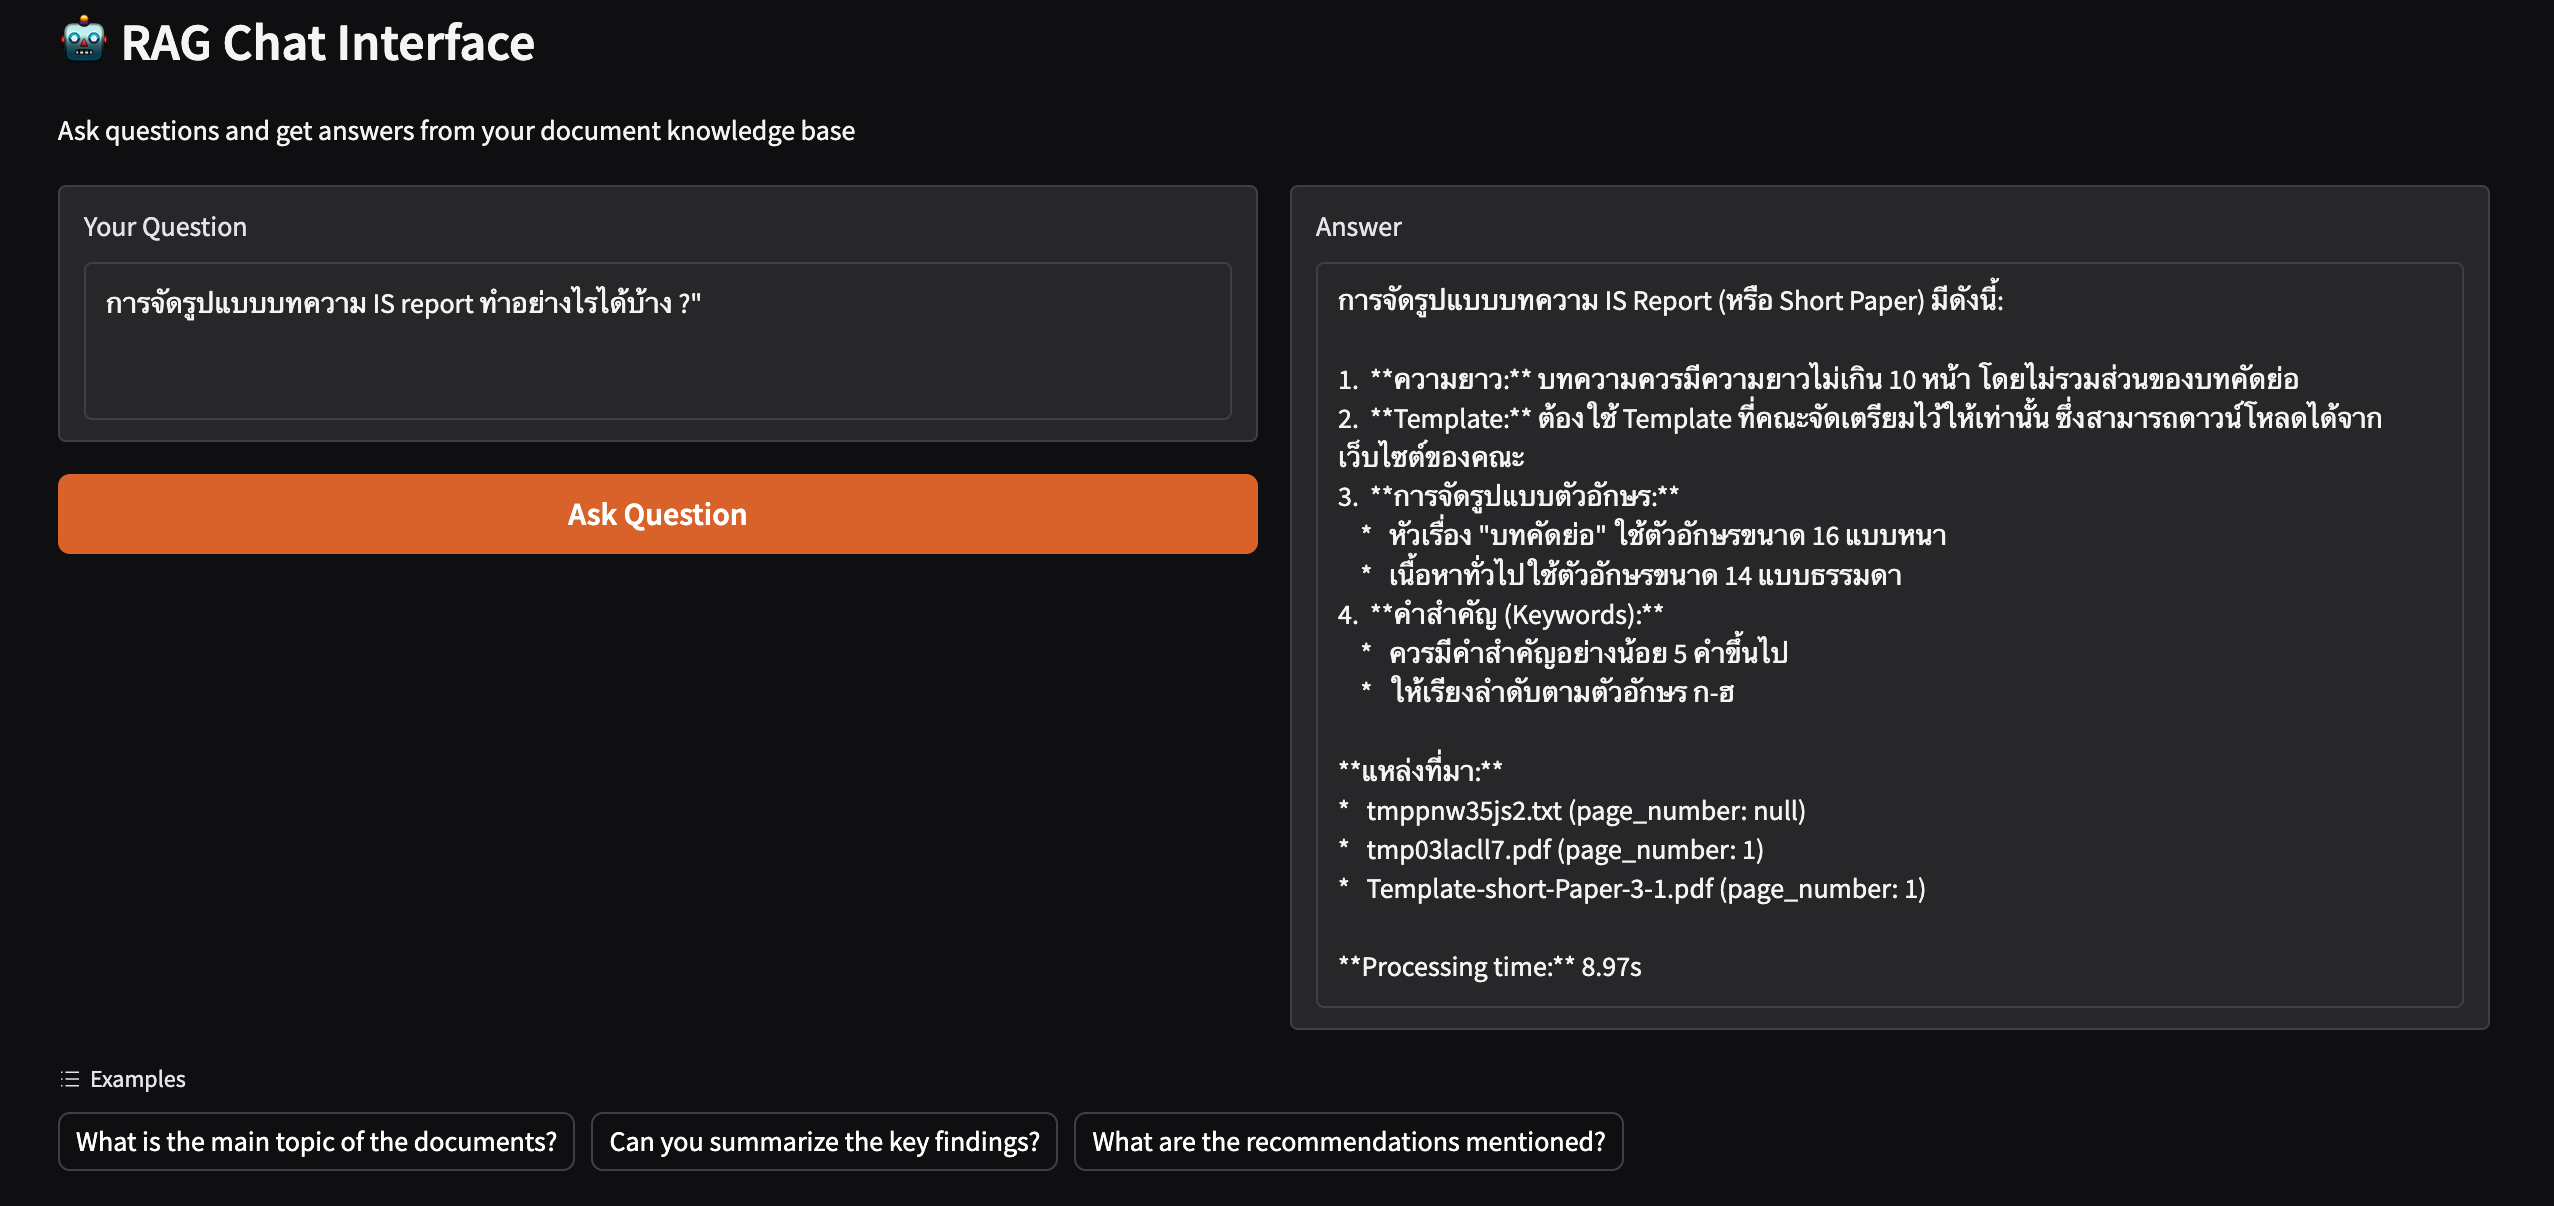 🤖 RAG Chat Interface
Ask questions and get answers from your document knowledge base
Your Question
การจัดรูปแบบบทความ IS report ทำอย่างไรได้บ้าง ?"
Ask Question
Answer
การจัดรูปแบบบทความ IS Report (หรือ Short Paper) มีดังนี้:
1. **ความยาว:** บทความควรมีความยาวไม่เกิน 10 หน้า โดยไม่รวมส่วนของบทคัดย่อ
2. **Template:** ต้องใช้ Template ที่คณะจัดเตรียมไว้ให้เท่านั้น ซึ่งสามารถดาวน์โหลดได้จาก
เว็บไซต์ของคณะ
3. **การจัดรูปแบบตัวอักษร:**
* หัวเรื่อง "บทคัดย่อ" ใช้ตัวอักษรขนาด 16 แบบหนา
* เนื้อหาทั่วไปใช้ตัวอักษรขนาด 14 แบบธรรมดา
4. **คำสำคัญ (Keywords):**
* ควรมีคำสำคัญอย่างน้อย 5 คำขึ้นไป
* ให้เรียงลำดับตามตัวอักษร ก-ฮ
**แหล่งที่มา:**
* tmppnw35js2.txt (page_number: null)
* tmp03lacll7.pdf (page_number: 1)
* Template-short-Paper-3-1.pdf (page_number: 1)
**Processing time:** 8.97s
Examples
What is the main topic of the documents?
Can you summarize the key findings?
What are the recommendations mentioned?